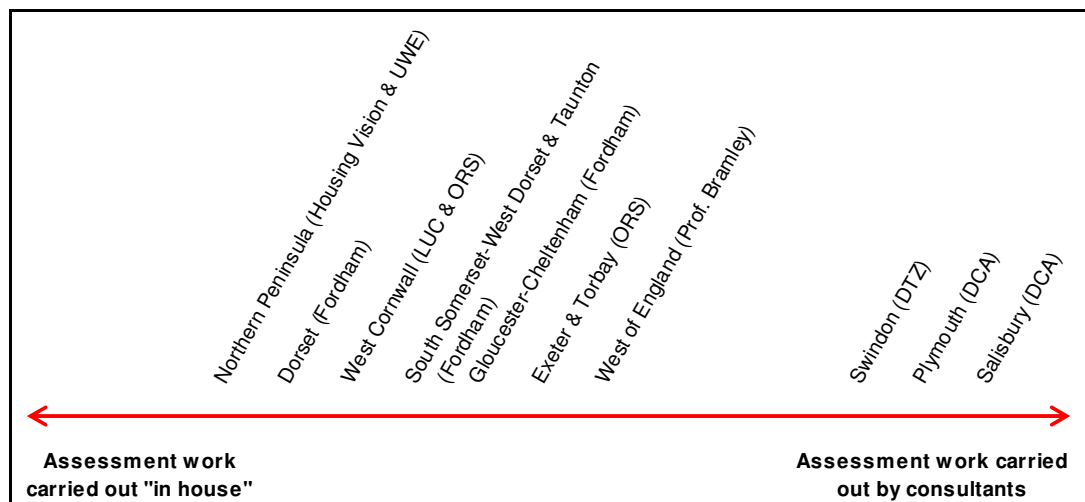 Northern Peninsula (Housing Vision & UWE)
Dorset (Fordham)
West Cornwall (LUC & ORS)
South Somerset-West Dorset & Taunton
(Fordham)
Gloucester-Cheltenham (Fordham)
Exeter & Torbay (ORS)
West of England (Prof. Bramley)
Swindon (DTZ)
Plymouth (DCA)
Salisbury (DCA)
Assessment work
carried out "in house"
Assessment work carried
out by consultants